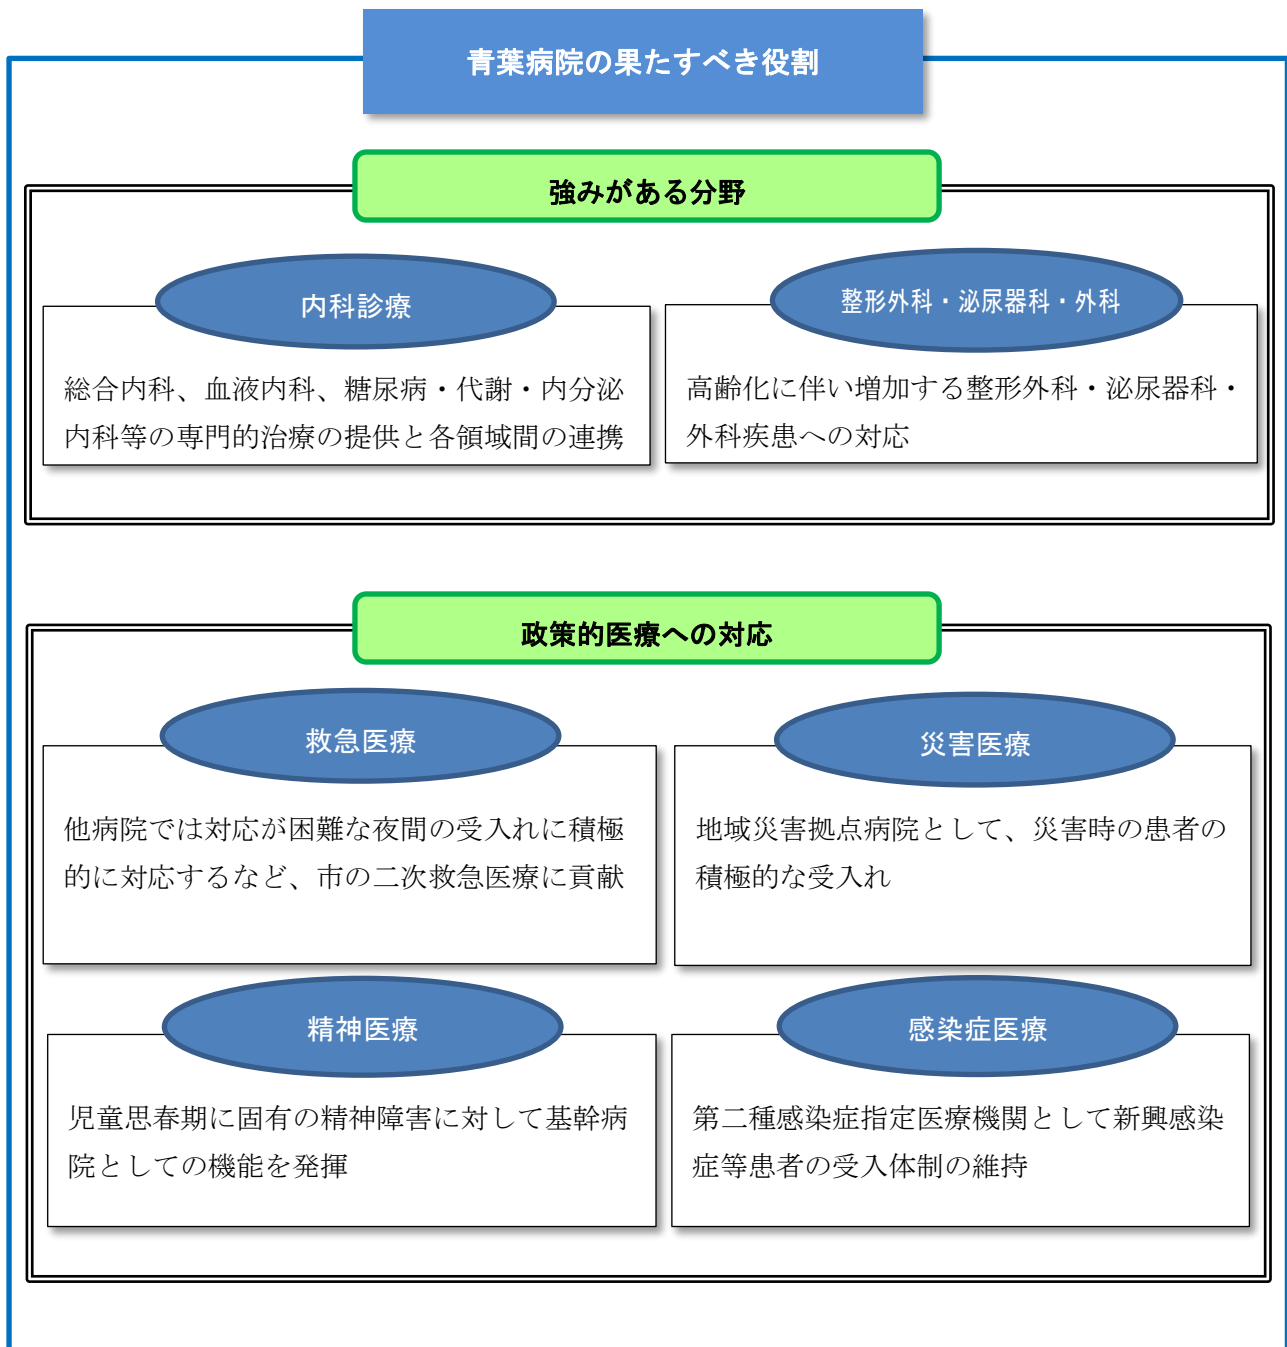 青葉病院の果たすべき役割
強みがある分野
内科診療
総合内科、血液内科、糖尿病・代謝・内分泌
内科等の専門的治療の提供と各領域間の連携
整形外科・泌尿器科・外科
高齢化に伴い増加する整形外科・泌尿器科・
外科疾患への対応
政策的医療への対応
救急医療
他病院では対応が困難な夜間の受入れに積極
的に対応するなど、市の二次救急医療に貢献
災害医療
地域災害拠点病院として、災害時の患者の
積極的な受入れ
精神医療
児童思春期に固有の精神障害に対して基幹病
院としての機能を発揮
感染症医療
第二種感染症指定医療機関として新興感染
症等患者の受入体制の維持